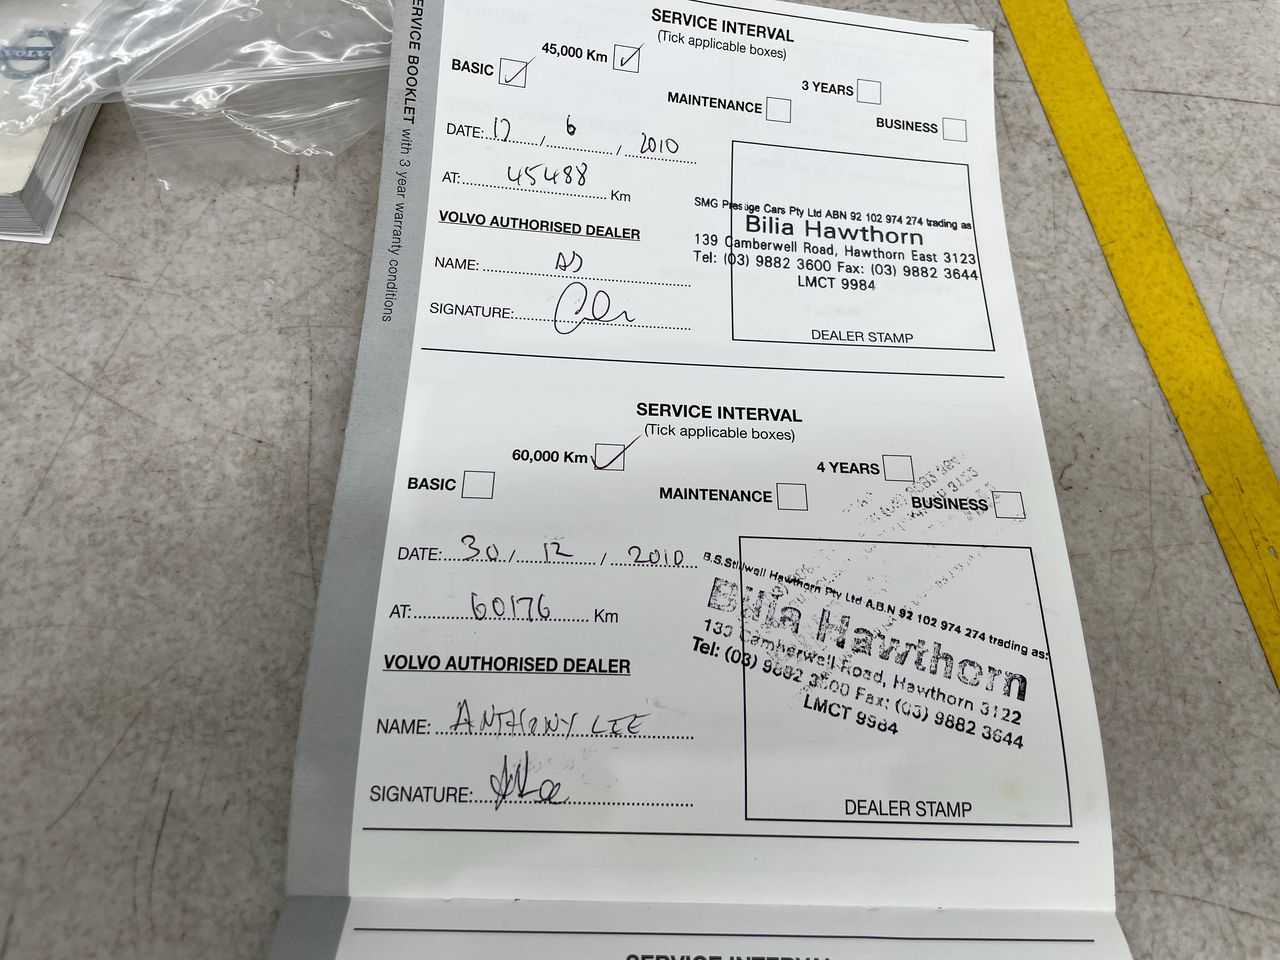 VOLVO
SERVICE BOOKLET with 3 year warranty conditions
SERVICE INTERVAL
(Tick applicable boxes)
45,000 Km
3 YEARS
BASIC
MAINTENANCE
BUSINESS
DATE: 17, 6, 2010
AT: 45488 Km
VOLVO AUTHORISED DEALER
NAME:
SIGNATURE:
SMG Prestige Cars Pty Ltd ABN 92 102 974 274 trading as
Bilia Hawthorn
139 Camberwell Road, Hawthorn East 3123
Tel: (03) 9882 3600 Fax: (03) 9882 3644
LMCT 9984
DEALER STAMP
SERVICE INTERVAL
(Tick applicable boxes)
60,000 Km
4 YEARS
BASIC
MAINTENANCE
BUSINESS
DATE: 30 / 12 / 2010
AT: 60176 Km
VOLVO AUTHORISED DEALER
NAME: ANTHONY LEE
SIGNATURE:
B.S.Stillwell Hawthorn Pty Ltd A.B.N 92 102 974 274 trading as:
Bilia Hawthorn
139 Camberwell Road, Hawthorn 3122
Tel: (03) 9882 3600 Fax: (03) 9882 3644
LMCT 9984
DEALER STAMP
SERVICE INTERVAL